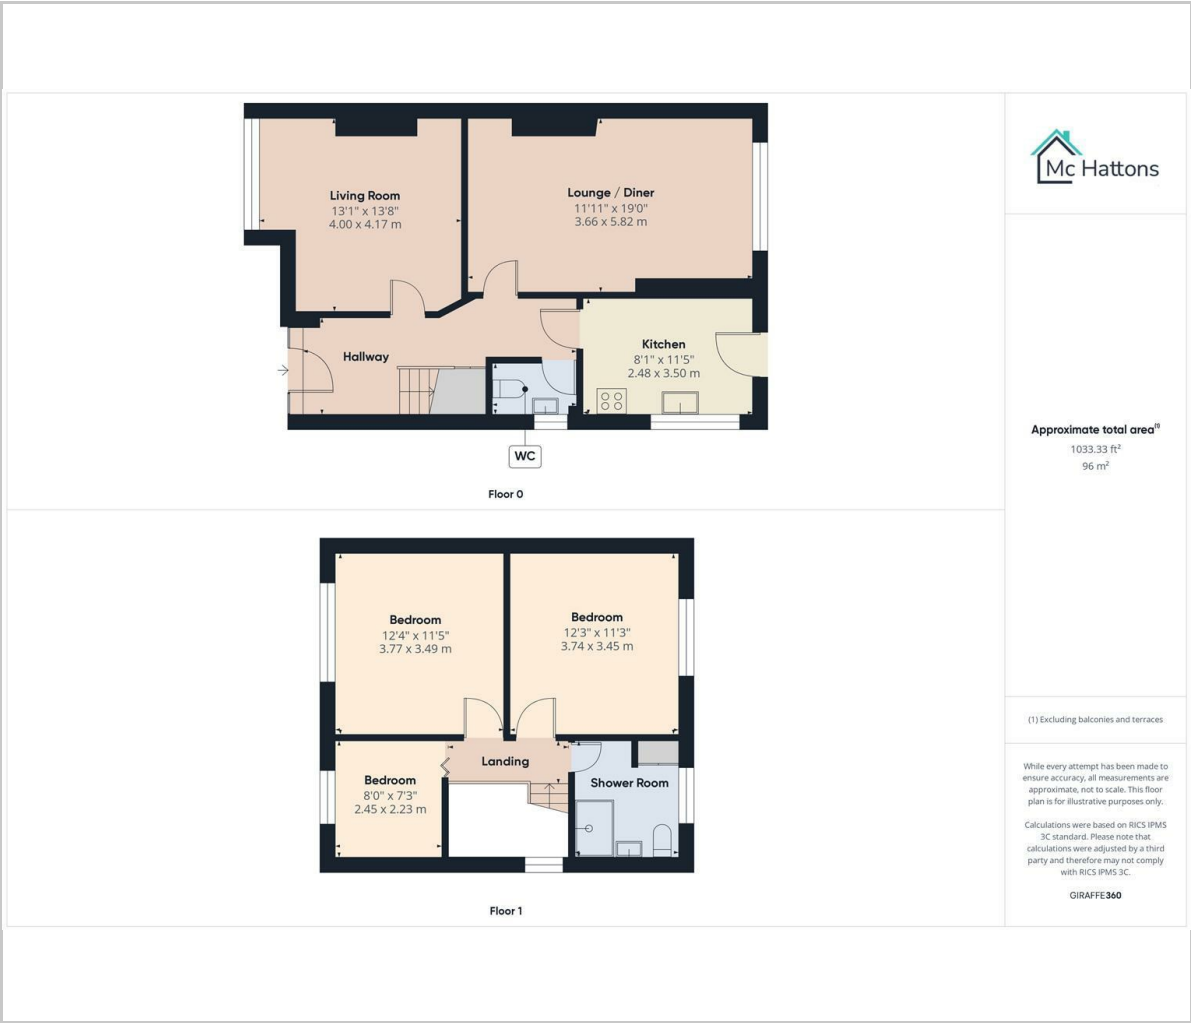 Living Room
13'1" x 13'8"
4.00 x 4.17 m
Lounge / Diner
11'11" x 19'0"
3.66 x 5.82 m
Hallway
Kitchen
8'1" x 11'5"
2.48 x 3.50 m
WC
Floor 0
Bedroom
12'4" x 11'5"
3.77 x 3.49 m
Bedroom
12'3" x 11'3"
3.74 x 3.45 m
Landing
Bedroom
8'0" x 7'3"
2.45 x 2.23 m
Shower Room
Floor 1
Mc Hattons
Approximate total area⁽¹⁾
1033.33 ft²
96 m²
(1) Excluding balconies and terraces
While every attempt has been made to
ensure accuracy, all measurements are
approximate, not to scale. This floor
plan is for illustrative purposes only.
Calculations were based on RICS IPMS
3C standard. Please note that
calculations were adjusted by a third
party and therefore may not comply
with RICS IPMS 3C.
GIRAFFE360